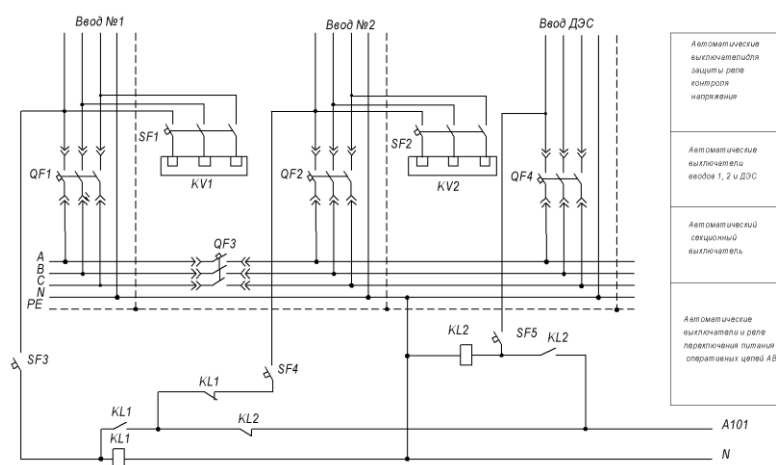 Ввод №1
Ввод №2
Ввод ДЭС
SF1
SF2
KV1
KV2
QF1
QF2
QF4
QF3
A
B
C
N
PE
SF3
SF4
SF5
KL2
KL2
KL1
KL1
KL2
KL1
A101
N
Автоматические
выключателидля
защиты реле
контроля
напряжения
Автоматические
выключатели
вводов 1, 2 и ДЭС
Автоматический
секционный
выключатель
Автоматические
выключатели и реле
переключения питания
оперативных цепей АВ